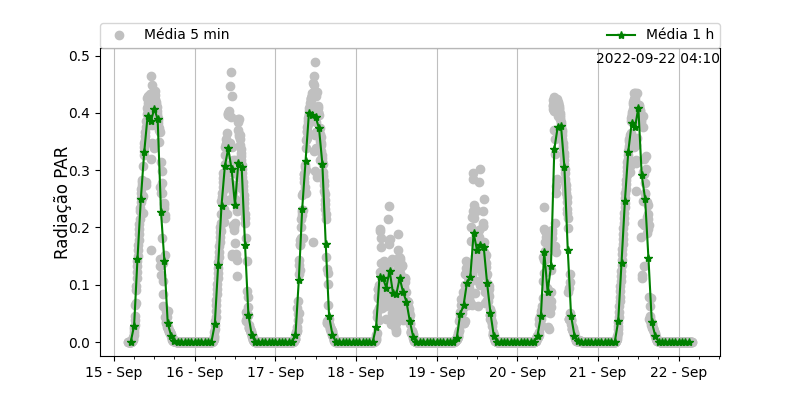 Média 5 min
Média 1 h
2022-09-22 04:10
Radiação PAR
0.5
0.4
0.3
0.2
0.1
0.0
15 - Sep
16 - Sep
17 - Sep
18 - Sep
19 - Sep
20 - Sep
21 - Sep
22 - Sep